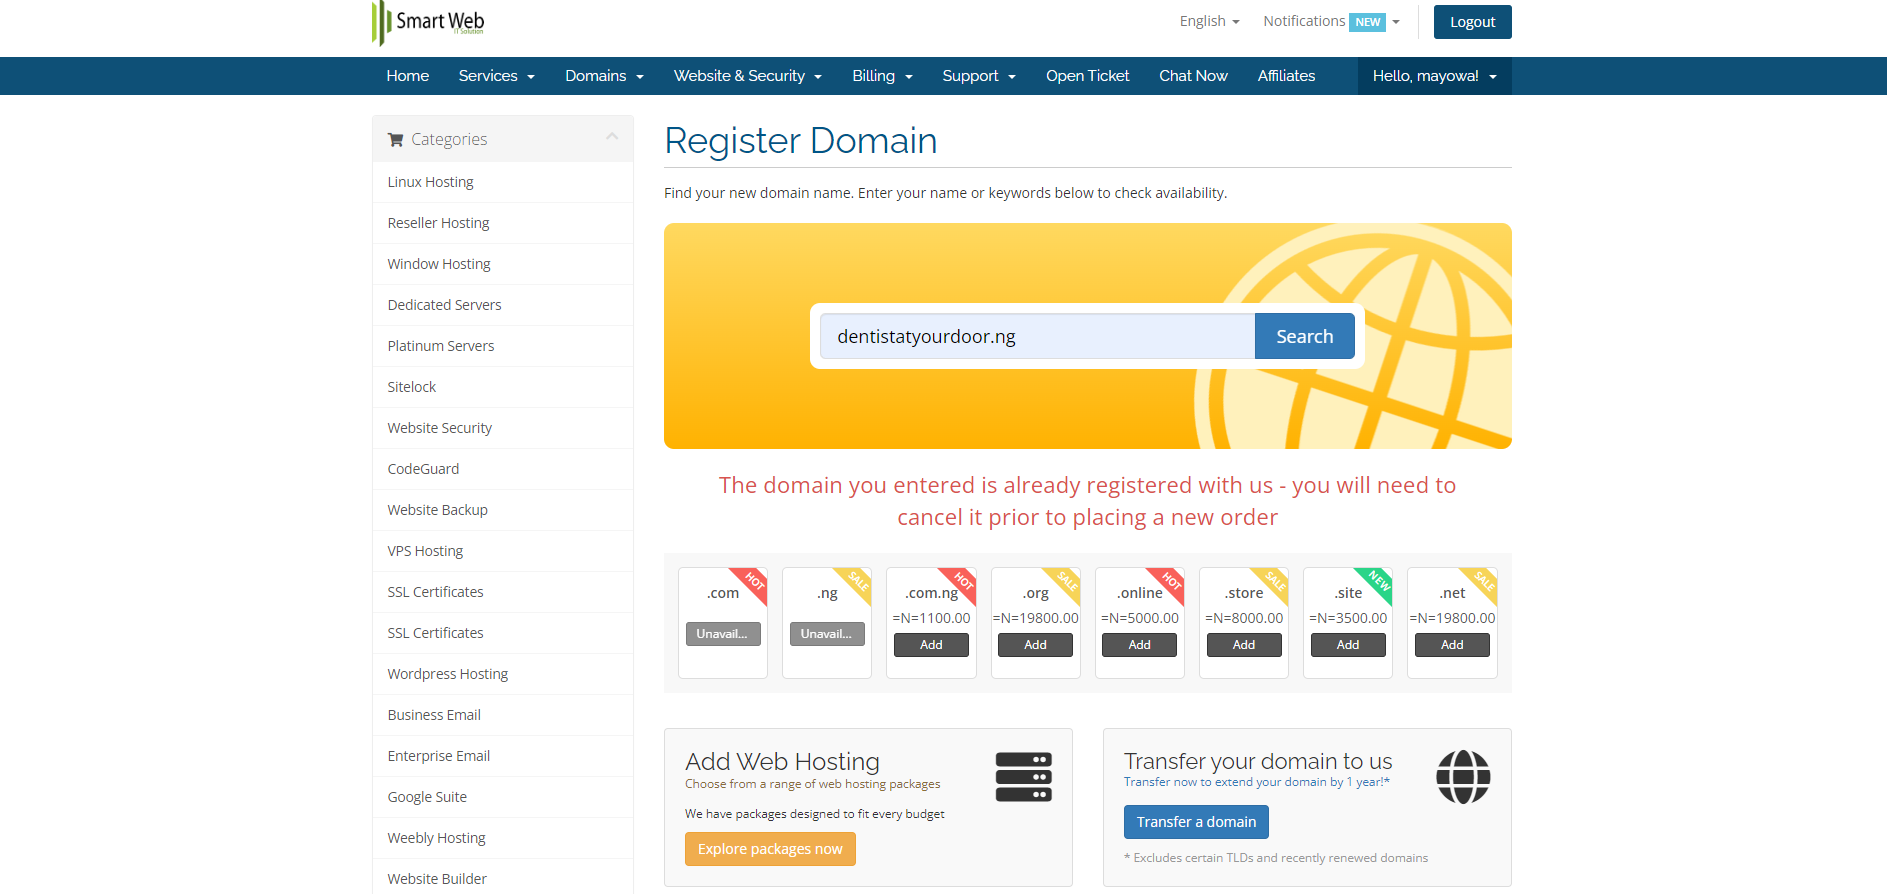 Smart Web
IT Solution
English
Notifications NEW
Logout
Home Services Domains Website & Security Billing Support Open Ticket Chat Now Affiliates Hello, mayowa!
Categories
Linux Hosting
Reseller Hosting
Window Hosting
Dedicated Servers
Platinum Servers
Sitelock
Website Security
CodeGuard
Website Backup
VPS Hosting
SSL Certificates
SSL Certificates
Wordpress Hosting
Business Email
Enterprise Email
Google Suite
Weebly Hosting
Website Builder
Register Domain
Find your new domain name. Enter your name or keywords below to check availability.
dentistatyourdoor.ng
Search
The domain you entered is already registered with us - you will need to
cancel it prior to placing a new order
HOT
.com
Unavail...
SALE
.ng
Unavail...
HOT
.com.ng
=N=1100.00
Add
SALE
.org
=N=19800.00
Add
HOT
.online
=N=5000.00
Add
SALE
.store
=N=8000.00
Add
NEW
.site
=N=3500.00
Add
SALE
.net
=N=19800.00
Add
Add Web Hosting
Choose from a range of web hosting packages
We have packages designed to fit every budget
Explore packages now
Transfer your domain to us
Transfer now to extend your domain by 1 year!*
Transfer a domain
* Excludes certain TLDs and recently renewed domains